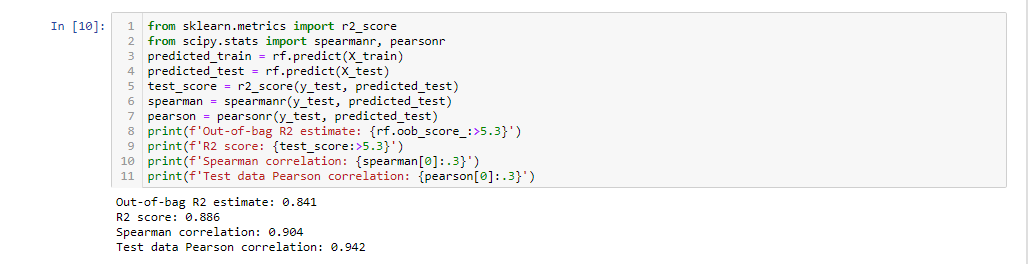 In [10]:
1 from sklearn.metrics import r2_score
2 from scipy.stats import spearmanr, pearsonr
3 predicted_train = rf.predict(X_train)
4 predicted_test = rf.predict(X_test)
5 test_score = r2_score(y_test, predicted_test)
6 spearman = spearmanr(y_test, predicted_test)
7 pearson = pearsonr(y_test, predicted_test)
8 print(f'Out-of-bag R2 estimate: {rf.oob_score_:>5.3}')
9 print(f'R2 score: {test_score:>5.3}')
10 print(f'Spearman correlation: {spearman[0]:.3}')
11 print(f'Test data Pearson correlation: {pearson[0]:.3}')
Out-of-bag R2 estimate: 0.841
R2 score: 0.886
Spearman correlation: 0.904
Test data Pearson correlation: 0.942